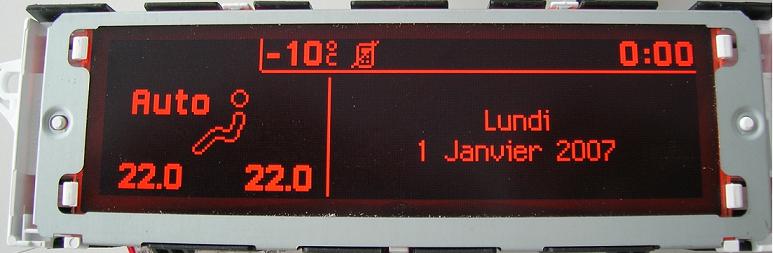 -10°C 0:00
Auto
22.0 22.0
Lundi
1 Janvier 2007